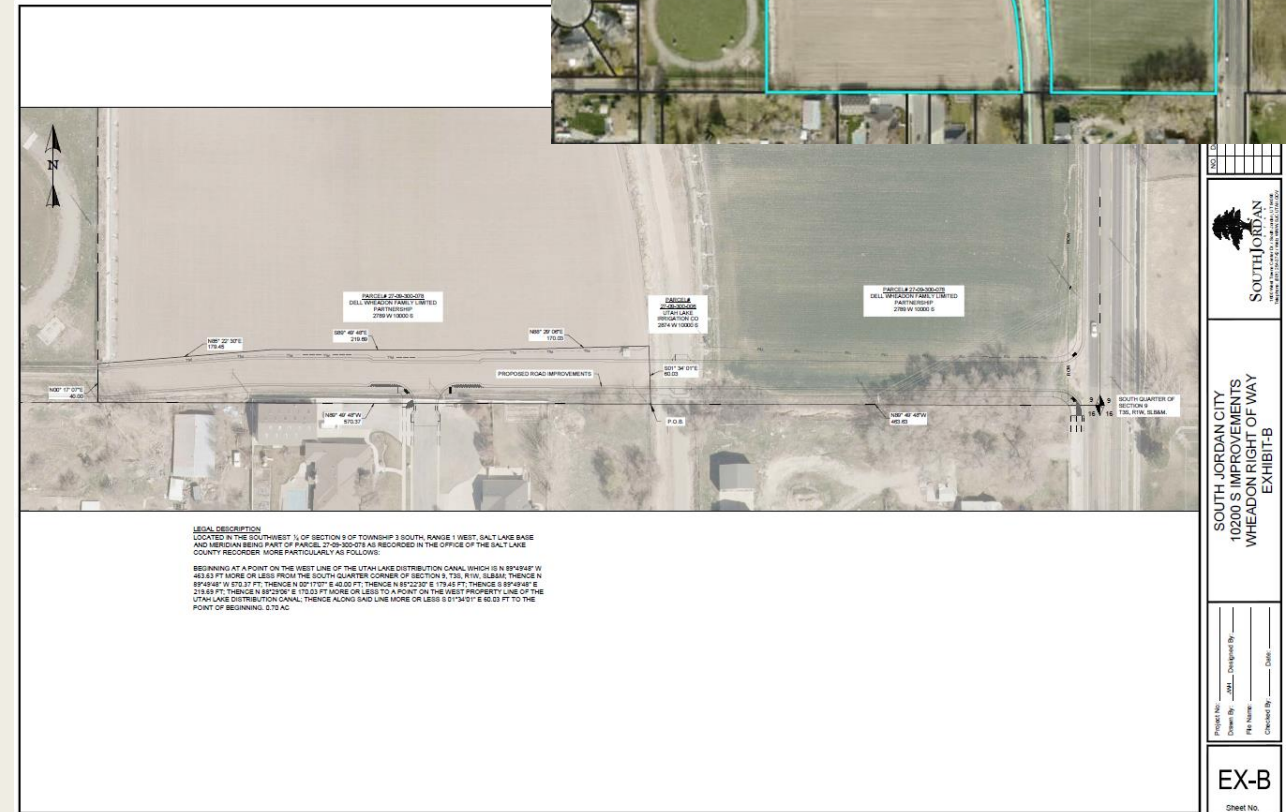 N
PARCEL# 27-09-300-078
DELL WHEADON FAMILY LIMITED
PARTNERSHIP
2789 W 10000 S
PARCEL#
27-09-300-008
UTAH LAKE
IRRIGATION CO
2874 W 10000 S
PARCEL# 27-09-300-078
DELL WHEADON FAMILY LIMITED
PARTNERSHIP
2789 W 10000 S
N85° 22' 30"E
179.45
S89° 49' 48"E
219.69
N88° 29' 06"E
170.03
N00° 17' 07"E
40.00
PROPOSED ROAD IMPROVEMENTS
S01° 34' 01"E
60.03
N89° 49' 48"W
570.37
P.O.B.
N89° 49' 48"W
463.63
ROW
ROW
9 9
16 16
SOUTH QUARTER OF
SECTION 9
T3S, R1W, SLB&M.
LEGAL DESCRIPTION
LOCATED IN THE SOUTHWEST ¼ OF SECTION 9 OF TOWNSHIP 3 SOUTH, RANGE 1 WEST, SALT LAKE BASE
AND MERIDIAN BEING PART OF PARCEL 27-09-300-078 AS RECORDED IN THE OFFICE OF THE SALT LAKE
COUNTY RECORDER MORE PARTICULARLY AS FOLLOWS:
BEGINNING AT A POINT ON THE WEST LINE OF THE UTAH LAKE DISTRIBUTION CANAL WHICH IS N 89°49'48" W
463.63 FT MORE OR LESS FROM THE SOUTH QUARTER CORNER OF SECTION 9, T3S, R1W, SLB&M; THENCE N
89°49'48" W 570.37 FT; THENCE N 00°17'07" E 40.00 FT; THENCE N 85°22'30" E 179.45 FT; THENCE S 89°49'48" E
219.69 FT; THENCE N 88°29'06" E 170.03 FT MORE OR LESS TO A POINT ON THE WEST PROPERTY LINE OF THE
UTAH LAKE DISTRIBUTION CANAL; THENCE ALONG SAID LINE MORE OR LESS S 01°34'01" E 60.03 FT TO THE
POINT OF BEGINNING. 0.70 AC
NO.
SOUTH JORDAN
SOUTH JORDAN CITY
10200 S IMPROVEMENTS
WHEADON RIGHT OF WAY
EXHIBIT-B
Project No:
Drawn By: JWH Designed By:
File Name:
Checked By: Date:
EX-B
Sheet No.